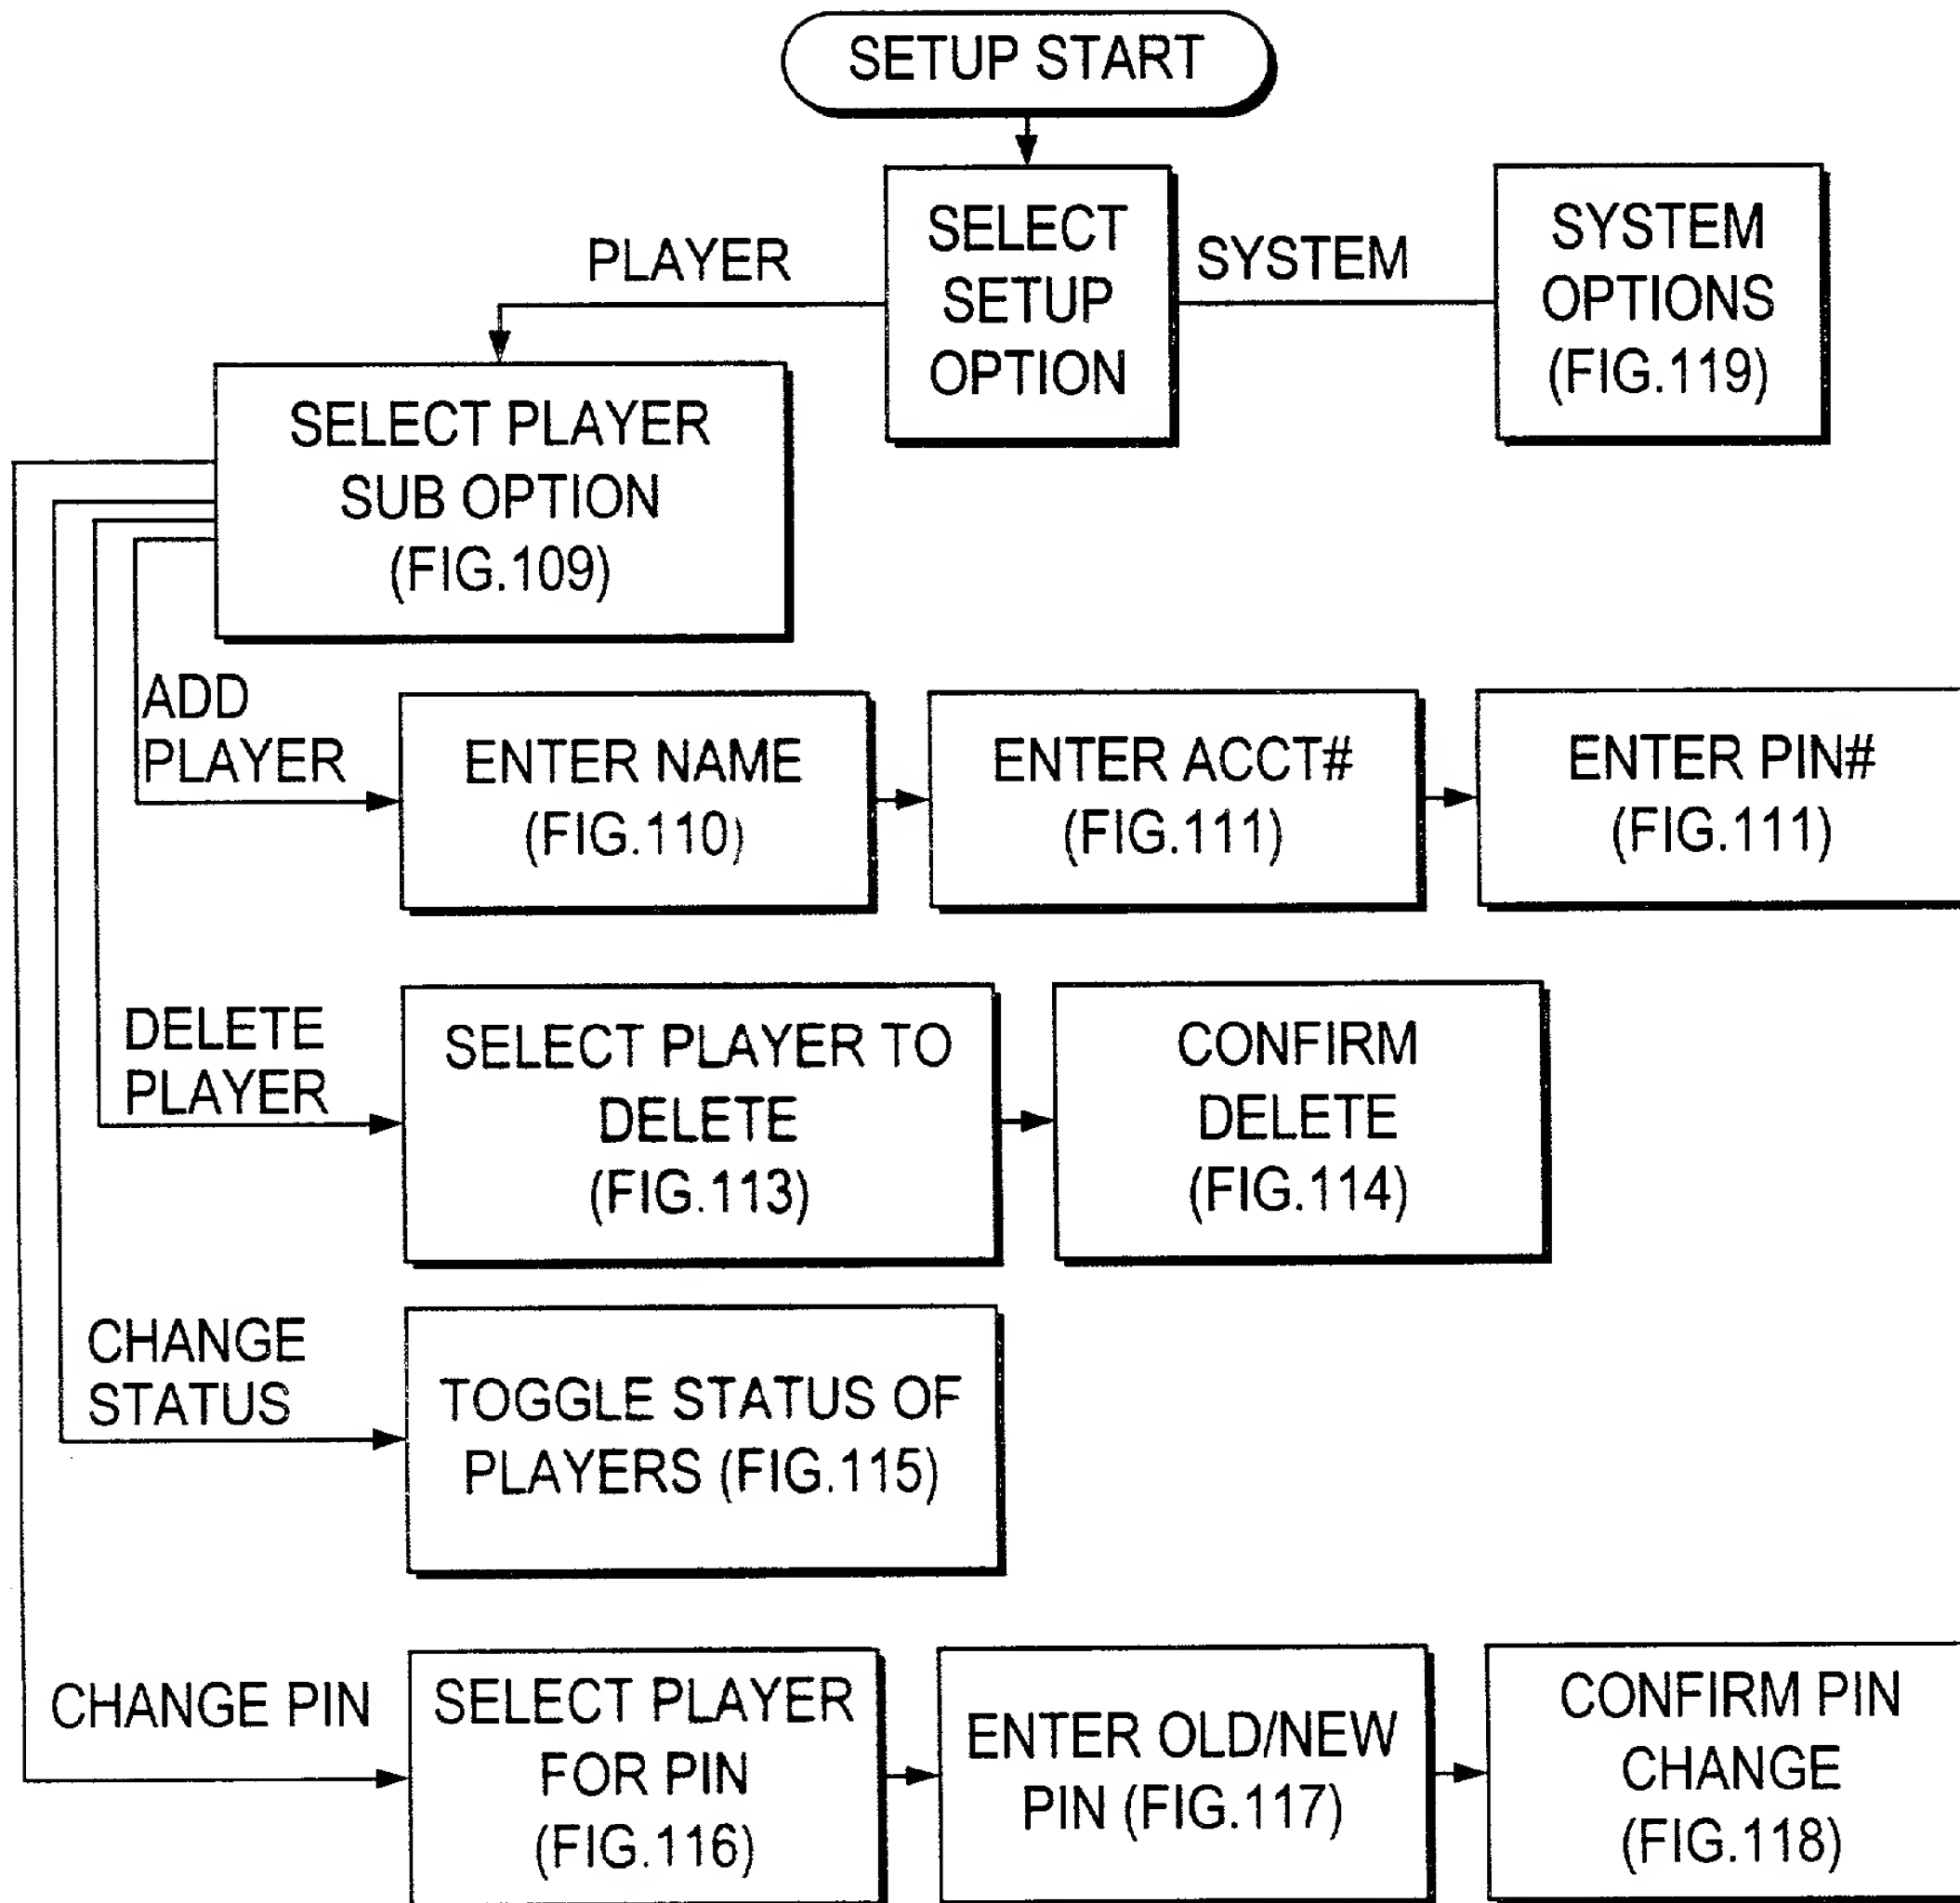 SETUP START
SELECT
SETUP
OPTION
PLAYER
SYSTEM
SYSTEM
OPTIONS
(FIG.119)
SELECT PLAYER
SUB OPTION
(FIG.109)
ADD
PLAYER
ENTER NAME
(FIG.110)
ENTER ACCT#
(FIG.111)
ENTER PIN#
(FIG.111)
DELETE
PLAYER
SELECT PLAYER TO
DELETE
(FIG.113)
CONFIRM
DELETE
(FIG.114)
CHANGE
STATUS
TOGGLE STATUS OF
PLAYERS (FIG.115)
CHANGE PIN
SELECT PLAYER
FOR PIN
(FIG.116)
ENTER OLD/NEW
PIN (FIG.117)
CONFIRM PIN
CHANGE
(FIG.118)